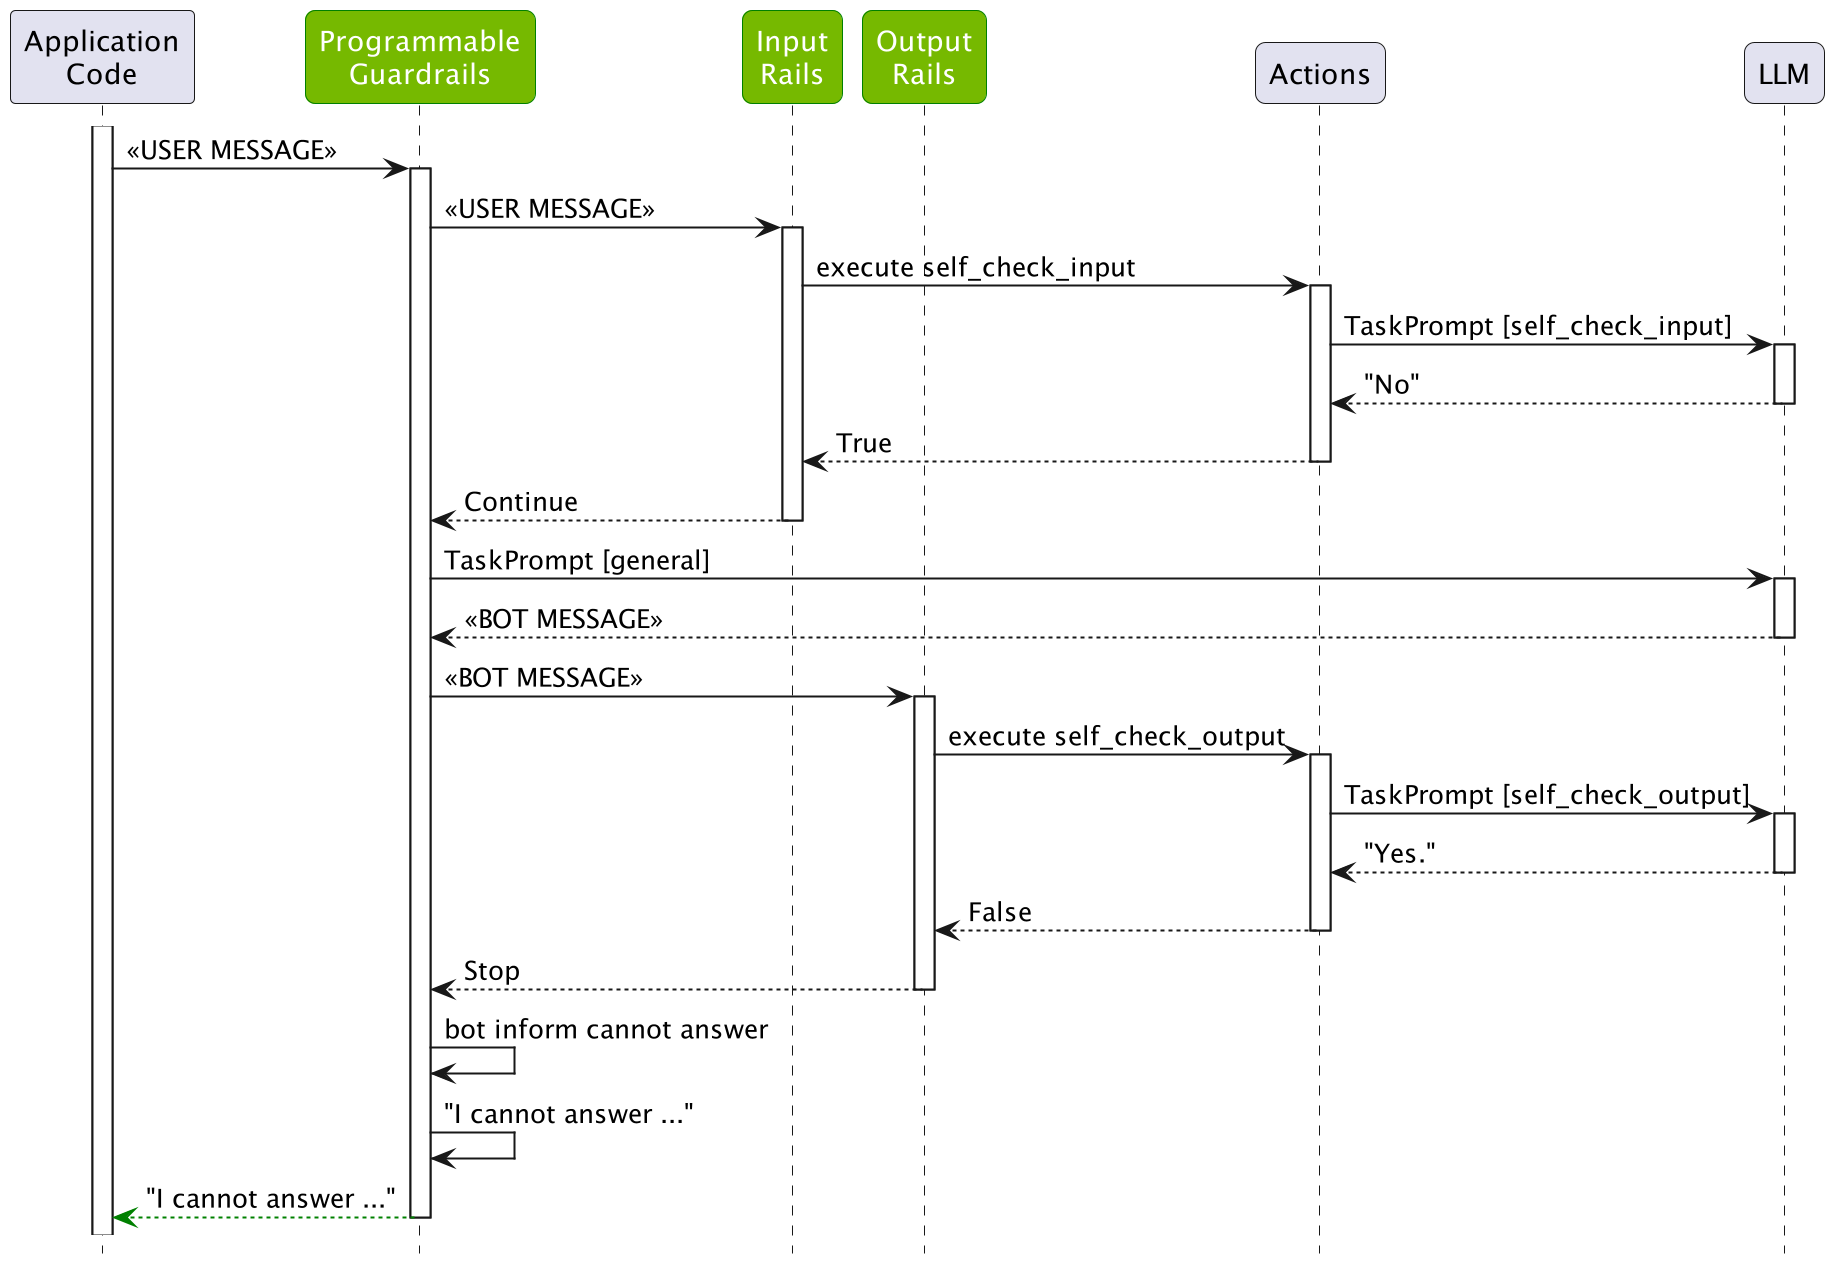 Application
Code
Programmable
Guardrails
Input
Rails
Output
Rails
Actions
LLM
«USER MESSAGE»
«USER MESSAGE»
execute self_check_input
TaskPrompt [self_check_input]
"No"
True
Continue
TaskPrompt [general]
«BOT MESSAGE»
«BOT MESSAGE»
execute self_check_output
TaskPrompt [self_check_output]
"Yes."
False
Stop
bot inform cannot answer
"I cannot answer ..."
"I cannot answer ..."